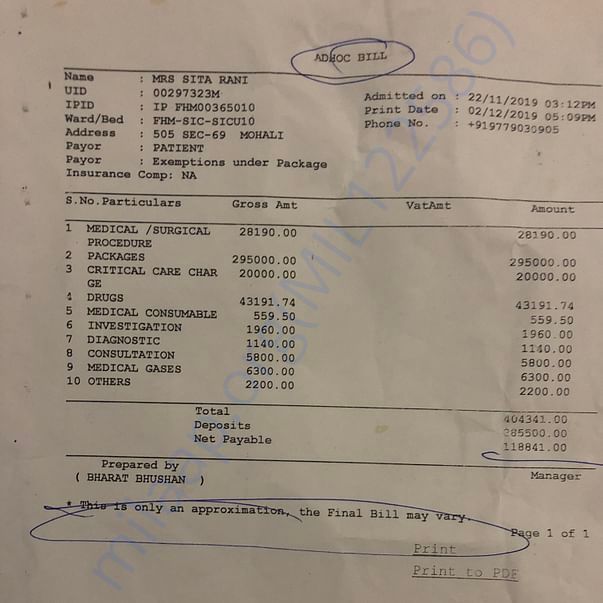 ADHOC BILL
Name : MRS SITA RANI
UID : 00297323M
IPID : IP FHM00365010
Ward/Bed : FHM-SIC-SICU10
Address : 505 SEC-69 MOHALI
Payor : PATIENT
Payor : Exemptions under Package
Insurance Comp: NA
Admitted on : 22/11/2019 03:12PM
Print Date : 02/12/2019 05:09PM
Phone No. : +919779030905
S.No.Particulars Gross Amt VatAmt Amount
1 MEDICAL /SURGICAL 28190.00 28190.00
PROCEDURE
2 PACKAGES 295000.00 295000.00
3 CRITICAL CARE CHAR 20000.00 20000.00
GE
4 DRUGS 43191.74 43191.74
5 MEDICAL CONSUMABLE 559.50 559.50
6 INVESTIGATION 1960.00 1960.00
7 DIAGNOSTIC 1140.00 1140.00
8 CONSULTATION 5800.00 5800.00
9 MEDICAL GASES 6300.00 6300.00
10 OTHERS 2200.00 2200.00
Total 404341.00
Deposits 285500.00
Net Payable 118841.00
Prepared by
( BHARAT BHUSHAN ) Manager
* This is only an approximation, the Final Bill may vary.
Page 1 of 1
Print
Print to PDF